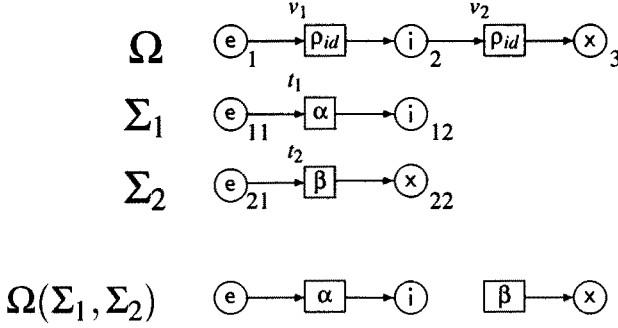 v₁ v₂
Ω e 1 ρid i 2 ρid x 3
t₁
Σ₁ e 11 α i 12
t₂
Σ₂ e 21 β x 22
Ω(Σ₁, Σ₂) e α i β x